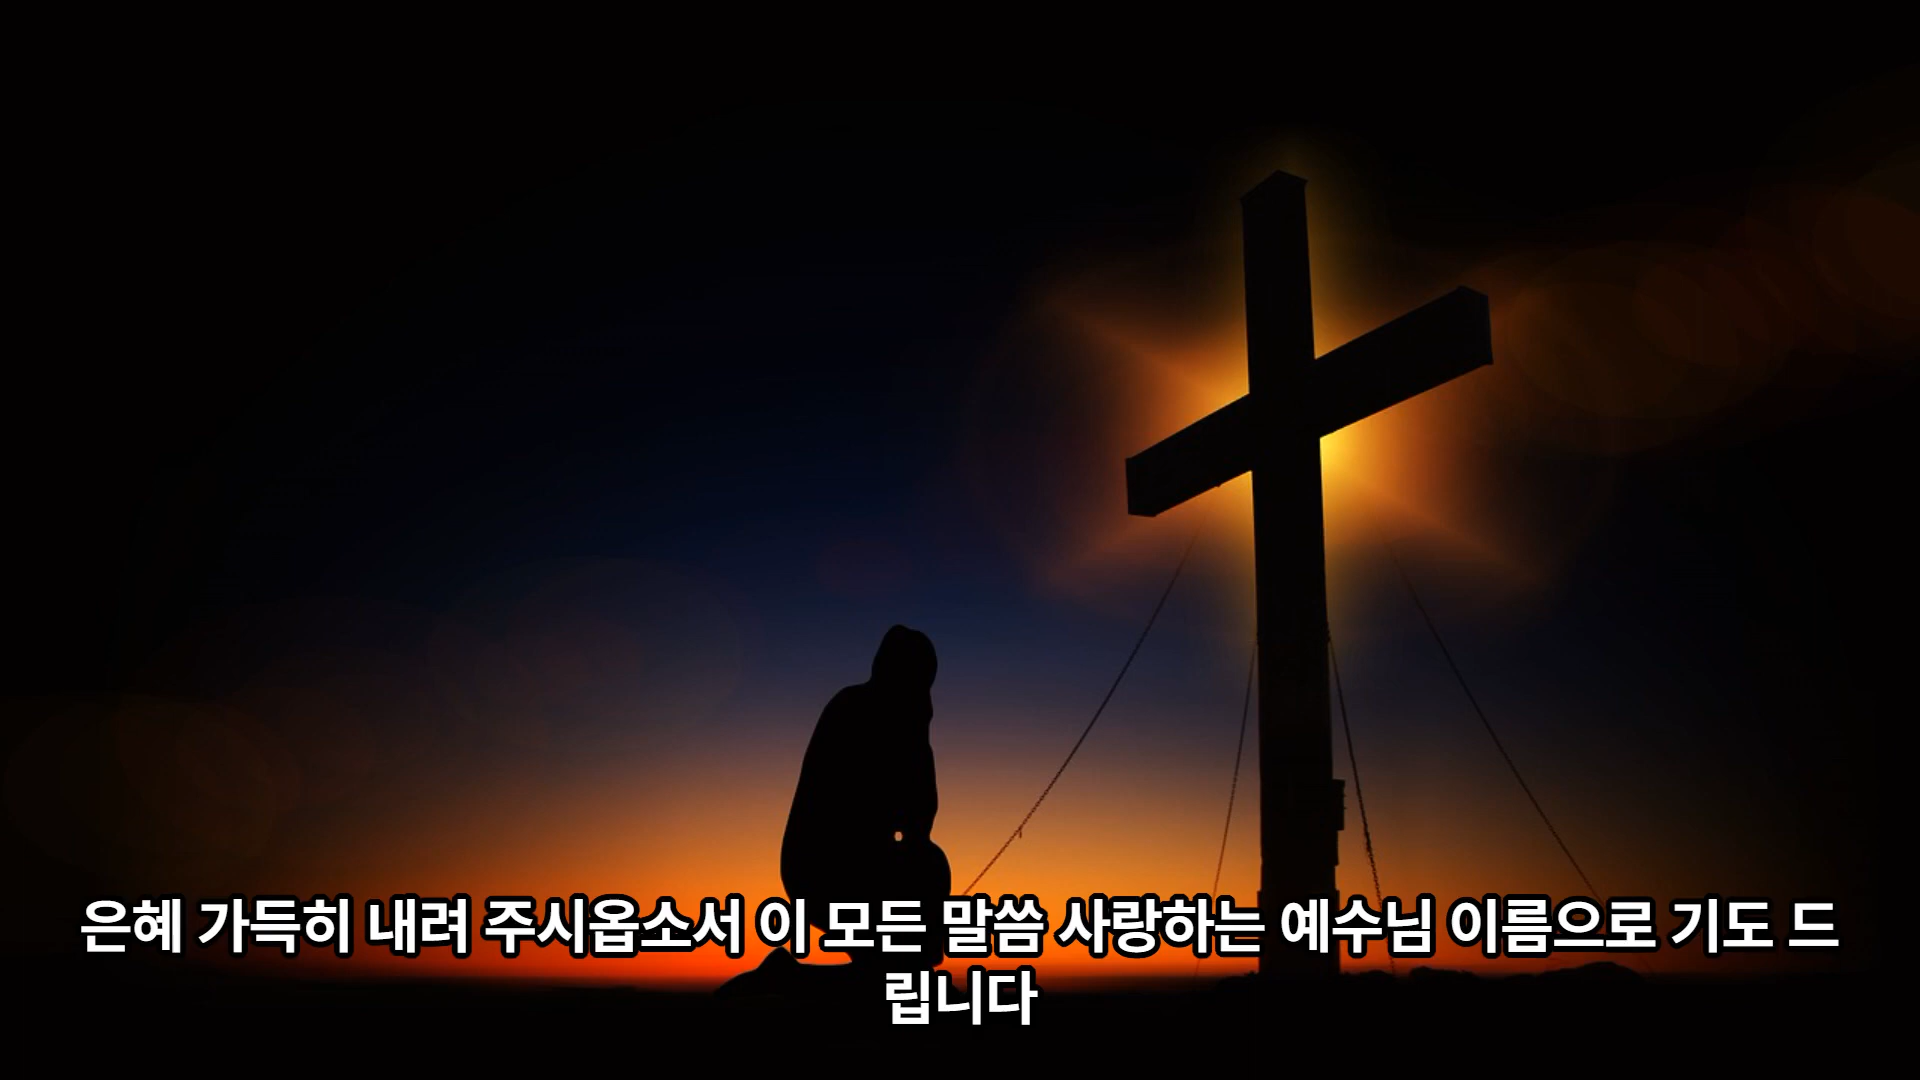 은혜 가득히 내려 주시옵소서 이 모든 말씀 사랑하는 예수님 이름으로 기도 드
립니다